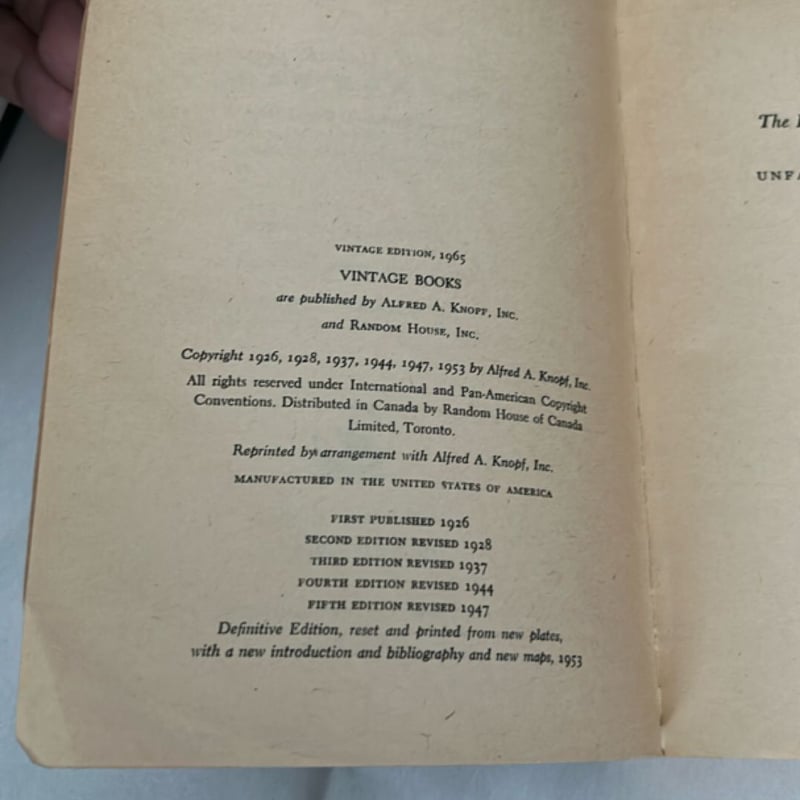 VINTAGE EDITION, 1965
VINTAGE BOOKS
are published by ALFRED A. KNOPF, INC.
and RANDOM HOUSE, INC.
Copyright 1926, 1928, 1937, 1944, 1947, 1953 by Alfred A. Knopf, Inc.
All rights reserved under International and Pan-American Copyright
Conventions. Distributed in Canada by Random House of Canada
Limited, Toronto.
Reprinted by arrangement with Alfred A. Knopf, Inc.
MANUFACTURED IN THE UNITED STATES OF AMERICA
FIRST PUBLISHED 1926
SECOND EDITION REVISED 1928
THIRD EDITION REVISED 1937
FOURTH EDITION REVISED 1944
FIFTH EDITION REVISED 1947
Definitive Edition, reset and printed from new plates,
with a new introduction and bibliography and new maps, 1953
The